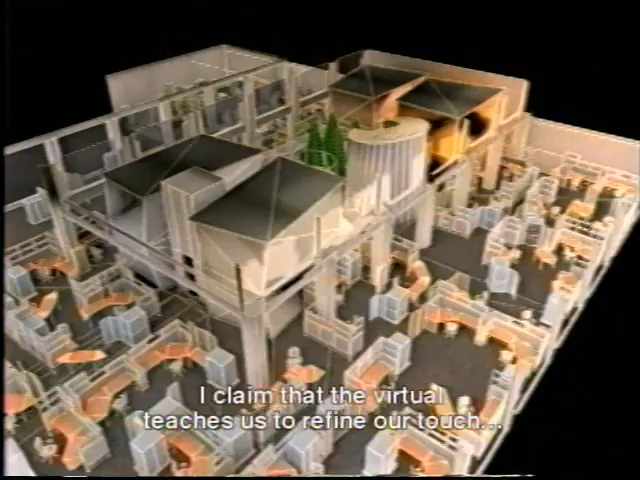 I claim that the virtual
teaches us to refine our touch...